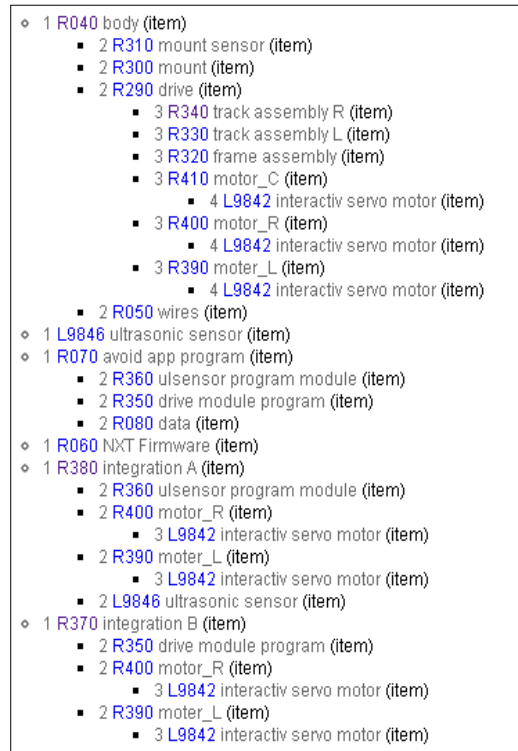 1 R040 body (item)
2 R310 mount sensor (item)
2 R300 mount (item)
2 R290 drive (item)
3 R340 track assembly R (item)
3 R330 track assembly L (item)
3 R320 frame assembly (item)
3 R410 motor_C (item)
4 L9842 interactiv servo motor (item)
3 R400 motor_R (item)
4 L9842 interactiv servo motor (item)
3 R390 moter_L (item)
4 L9842 interactiv servo motor (item)
2 R050 wires (item)
1 L9846 ultrasonic sensor (item)
1 R070 avoid app program (item)
2 R360 ulsensor program module (item)
2 R350 drive module program (item)
2 R080 data (item)
1 R060 NXT Firmware (item)
1 R380 integration A (item)
2 R360 ulsensor program module (item)
2 R400 motor_R (item)
3 L9842 interactiv servo motor (item)
2 R390 moter_L (item)
3 L9842 interactiv servo motor (item)
2 L9846 ultrasonic sensor (item)
1 R370 integration B (item)
2 R350 drive module program (item)
2 R400 motor_R (item)
3 L9842 interactiv servo motor (item)
2 R390 moter_L (item)
3 L9842 interactiv servo motor (item)